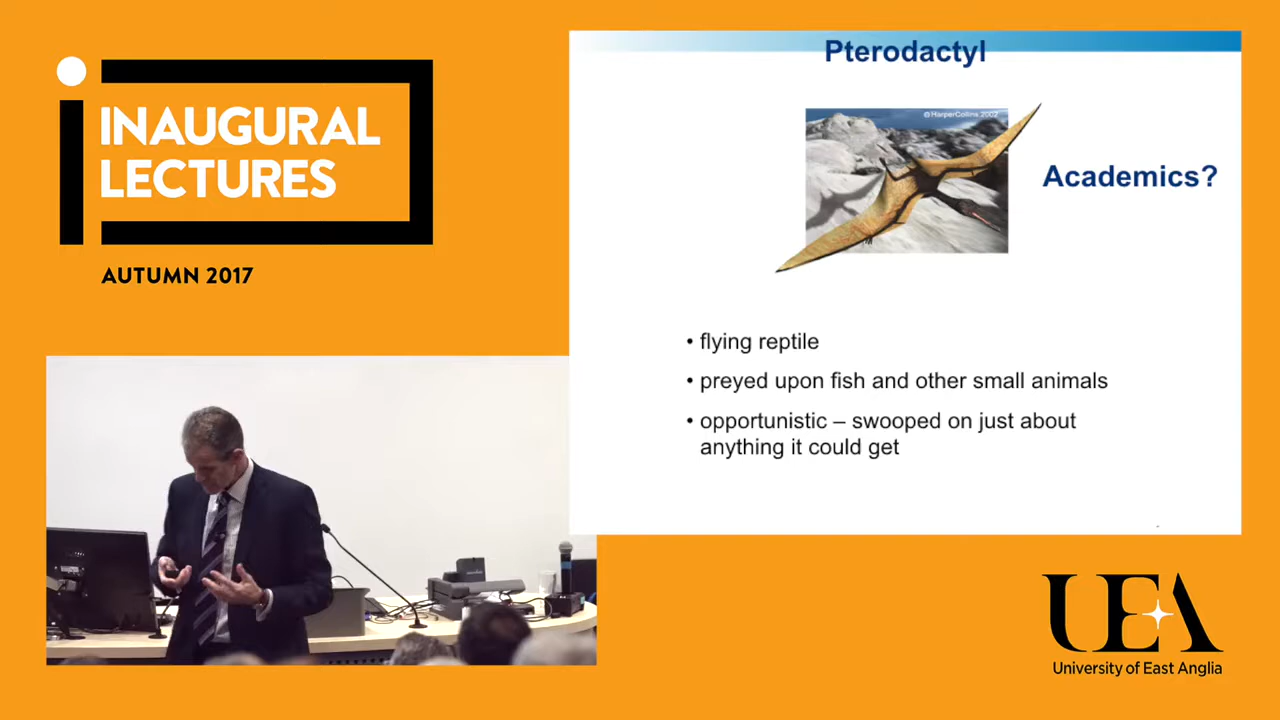 INAUGURAL
LECTURES
AUTUMN 2017
Pterodactyl
©HarperCollins 2002
Academics?
• flying reptile
• preyed upon fish and other small animals
• opportunistic – swooped on just about
anything it could get
UEA
University of East Anglia